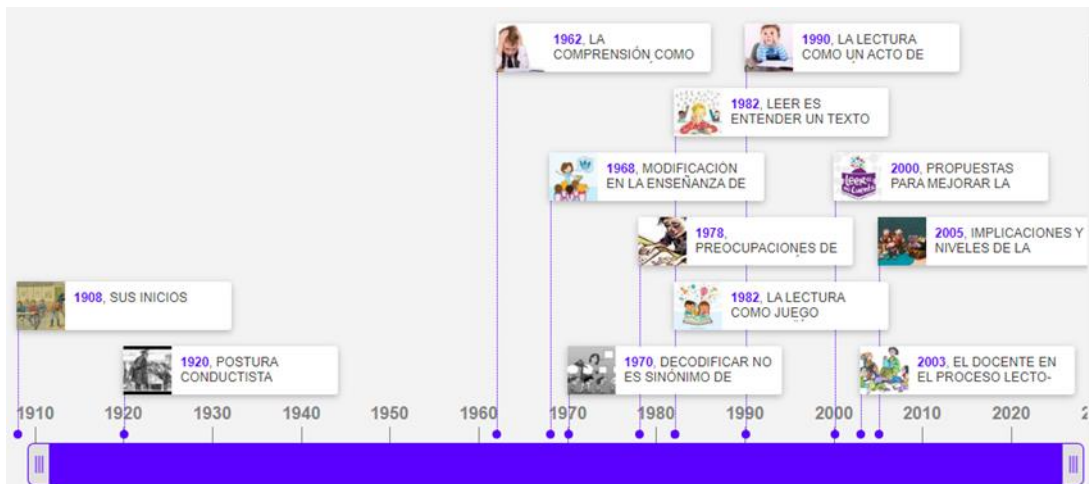 1962, LA
COMPRENSIÓN COMO
1990, LA LECTURA
COMO UN ACTO DE
1982, LEER ES
ENTENDER UN TEXTO
1968, MODIFICACIÓN
EN LA ENSEÑANZA DE
2000, PROPUESTAS
PARA MEJORAR LA
1978,
PREOCUPACIONES DE
2005, IMPLICACIONES Y
NIVELES DE LA
1908, SUS INICIOS
1982, LA LECTURA
COMO JUEGO
1920, POSTURA
CONDUCTISTA
1970, DECODIFICAR NO
ES SINÓNIMO DE
2003, EL DOCENTE EN
EL PROCESO LECTO-
1910 1920 1930 1940 1950 1960 1970 1980 1990 2000 2010 2020